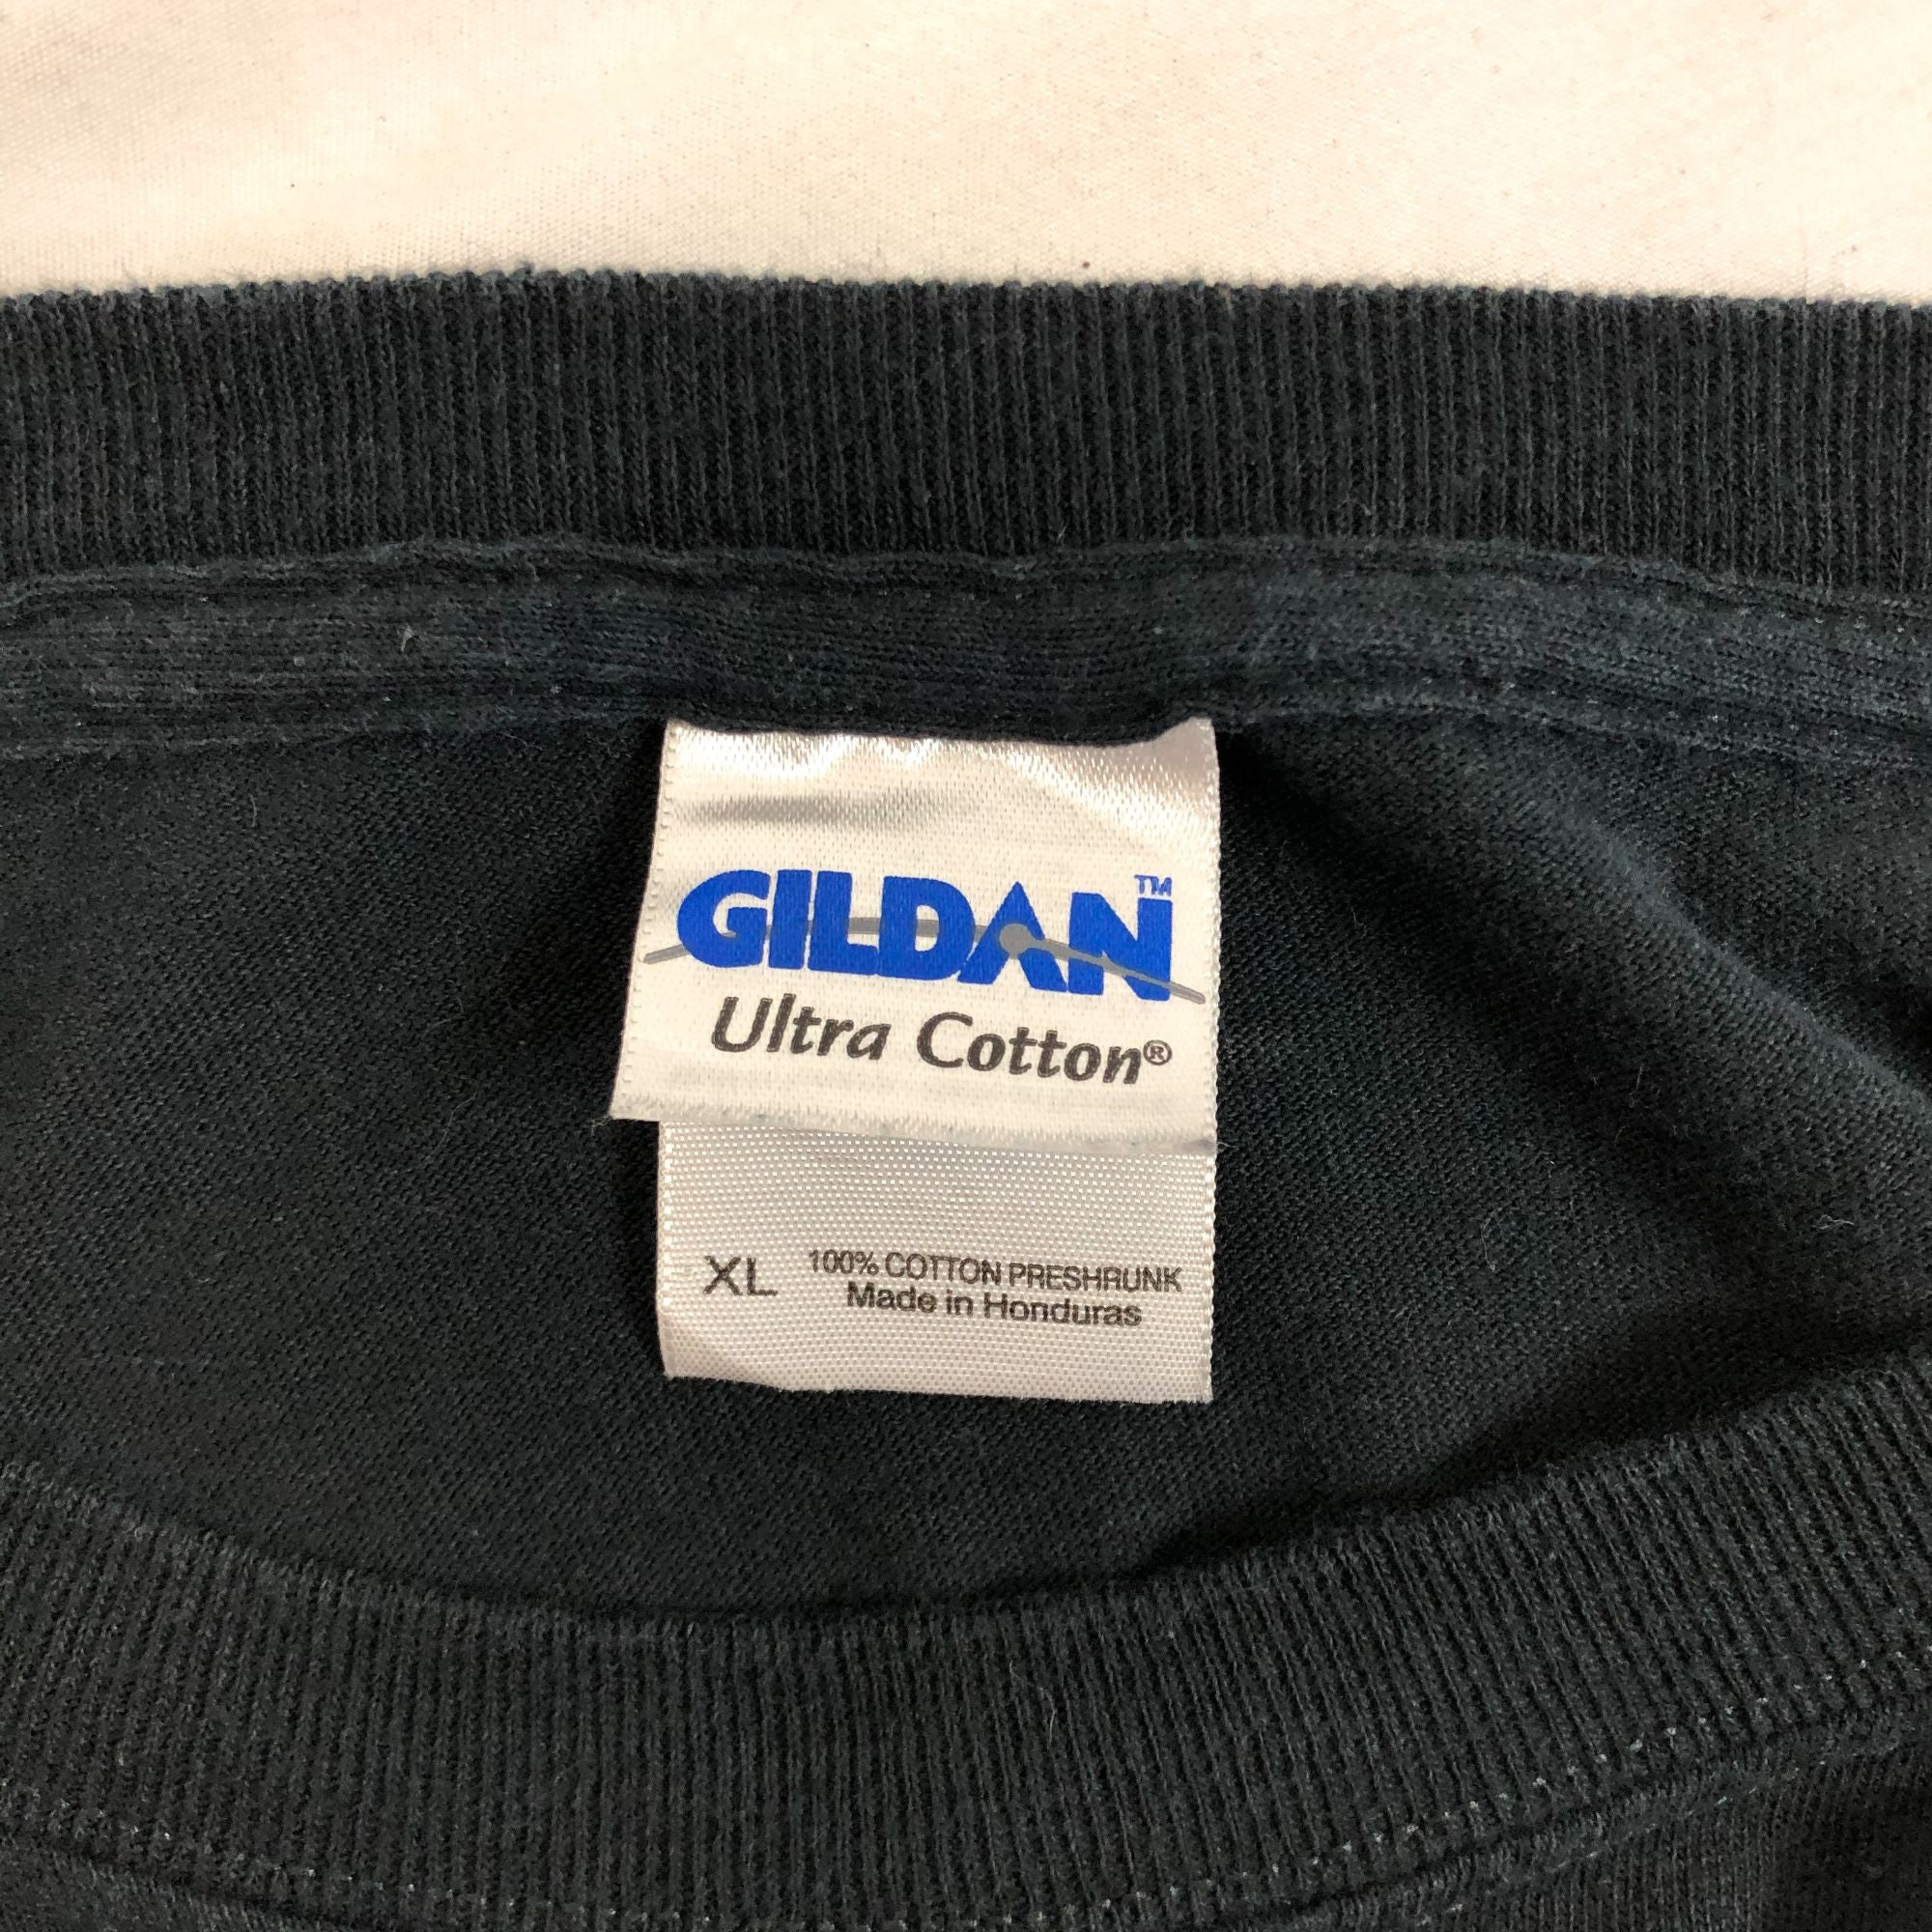 GILDAN™
Ultra Cotton®
XL 100% COTTON PRESHRUNK
Made in Honduras